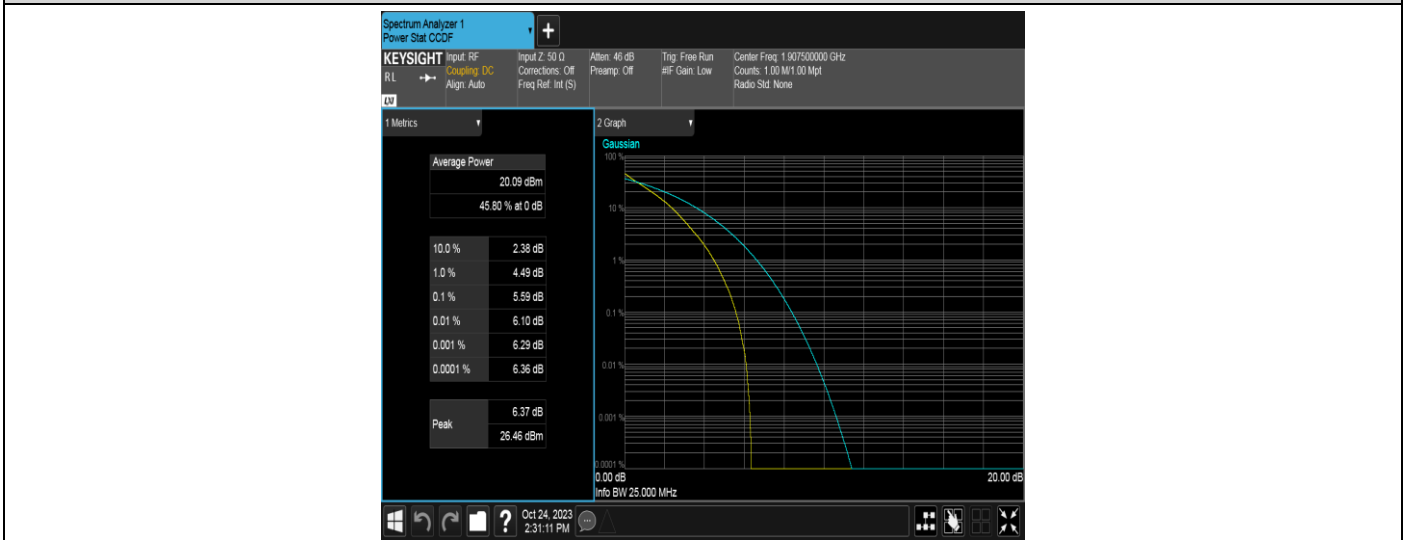 Spectrum Analyzer 1
Power Stat CCDF
+
KEYSIGHT
RL
LXI
Input: RF
Coupling: DC
Align: Auto
Input Z: 50 Ω
Corrections: Off
Freq Ref: Int (S)
Atten: 46 dB
Preamp: Off
Trig: Free Run
#IF Gain: Low
Center Freq: 1.907500000 GHz
Counts: 1.00 M/1.00 Mpt
Radio Std: None
1 Metrics
Average Power
20.09 dBm
45.80 % at 0 dB
10.0 % 2.38 dB
1.0 % 4.49 dB
0.1 % 5.59 dB
0.01 % 6.10 dB
0.001 % 6.29 dB
0.0001 % 6.36 dB
Peak
6.37 dB
26.46 dBm
2 Graph
Gaussian
100 %
10 %
1 %
0.1 %
0.01 %
0.001 %
0.0001 %
0.00 dB 20.00 dB
Info BW 25.000 MHz
?
Oct 24, 2023
2:31:11 PM